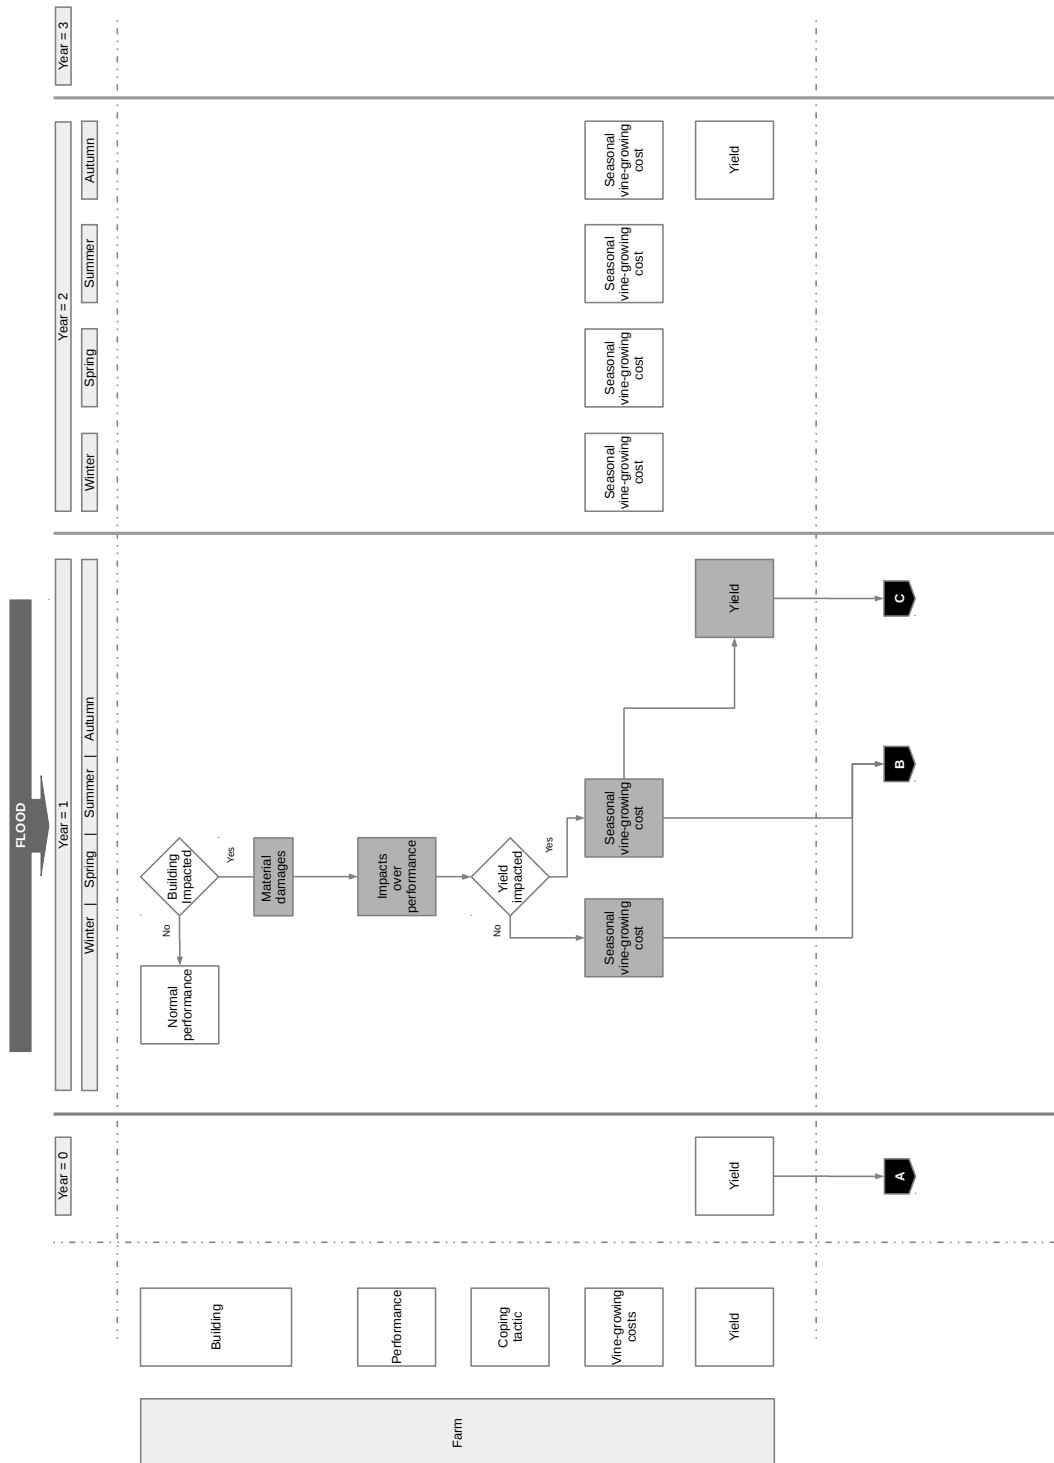 FLOOD
Year = 0
Year = 1
Year = 2
Year = 3
Winter | Spring | Summer | Autumn
Winter
Spring
Summer
Autumn
Farm
Building
Building
Impacted
No
Yes
Normal
performance
Material
damages
Performance
Impacts
over
performance
Coping
tactic
Yield
impacted
No
Yes
Vine-growing
costs
Seasonal
vine-growing
cost
Seasonal
vine-growing
cost
Seasonal
vine-growing
cost
Seasonal
vine-growing
cost
Seasonal
vine-growing
cost
Seasonal
vine-growing
cost
Yield
Yield
Yield
Yield
A
B
C